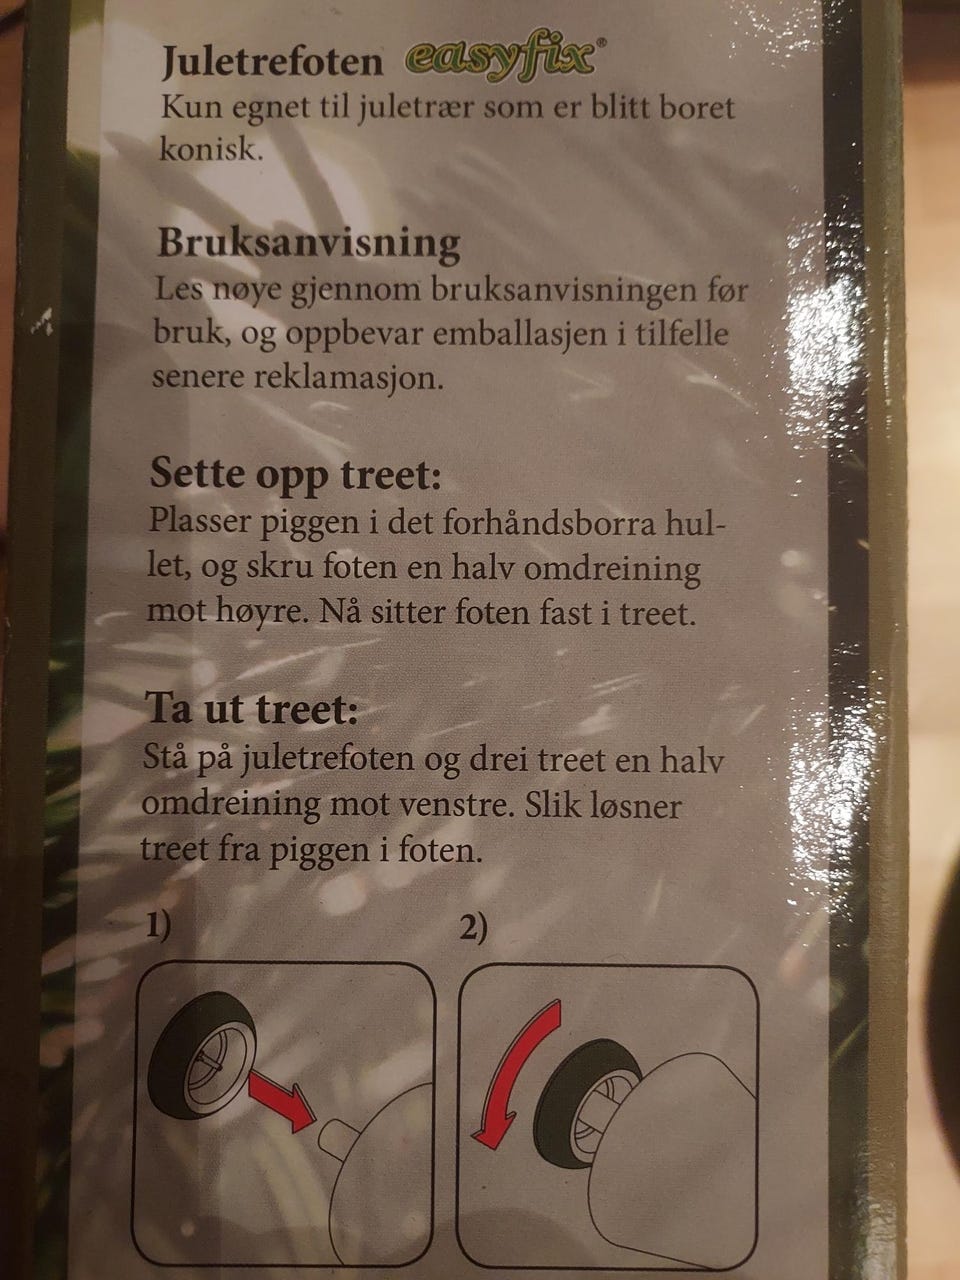 Juletrefoten easyfix®
Kun egnet til juletrær som er blitt boret
konisk.
Bruksanvisning
Les nøye gjennom bruksanvisningen før
bruk, og oppbevar emballasjen i tilfelle
senere reklamasjon.
Sette opp treet:
Plasser piggen i det forhåndsborra hul-
let, og skru foten en halv omdreining
mot høyre. Nå sitter foten fast i treet.
Ta ut treet:
Stå på juletrefoten og drei treet en halv
omdreining mot venstre. Slik løsner
treet fra piggen i foten.
1) 2)